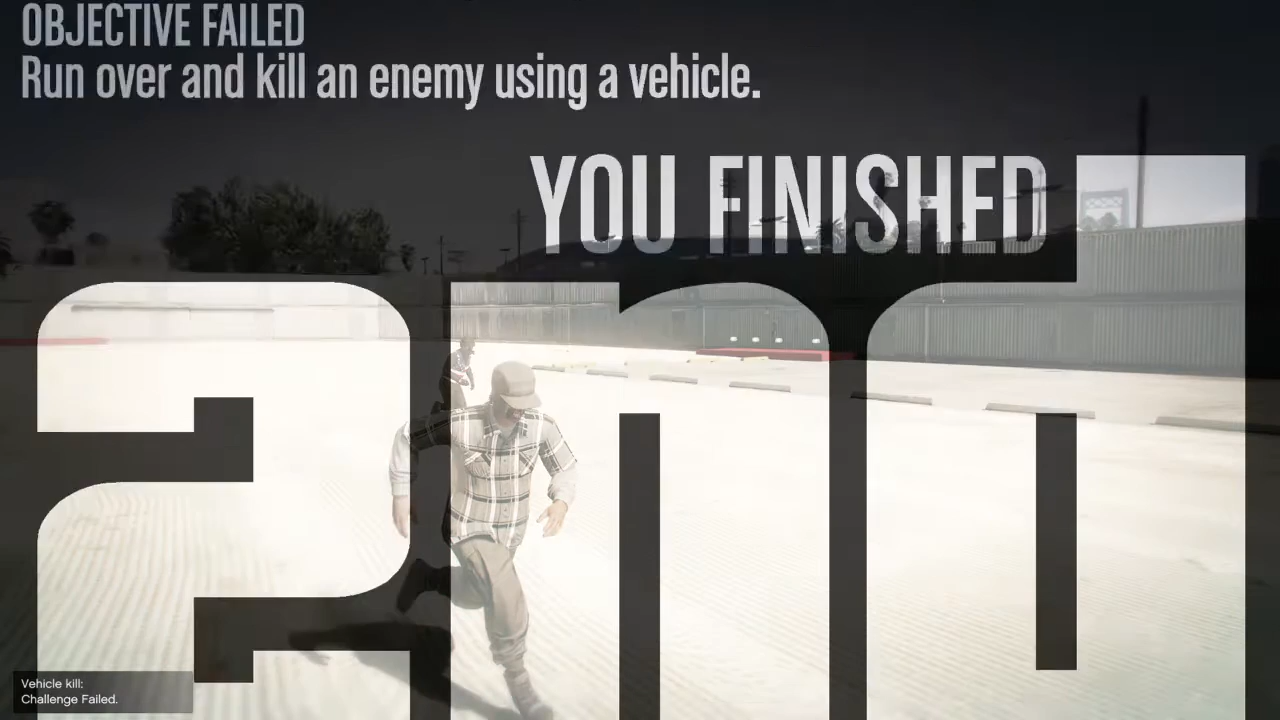 OBJECTIVE FAILED
Run over and kill an enemy using a vehicle.
YOU FINISHED
2nd
Vehicle kill:
Challenge Failed.